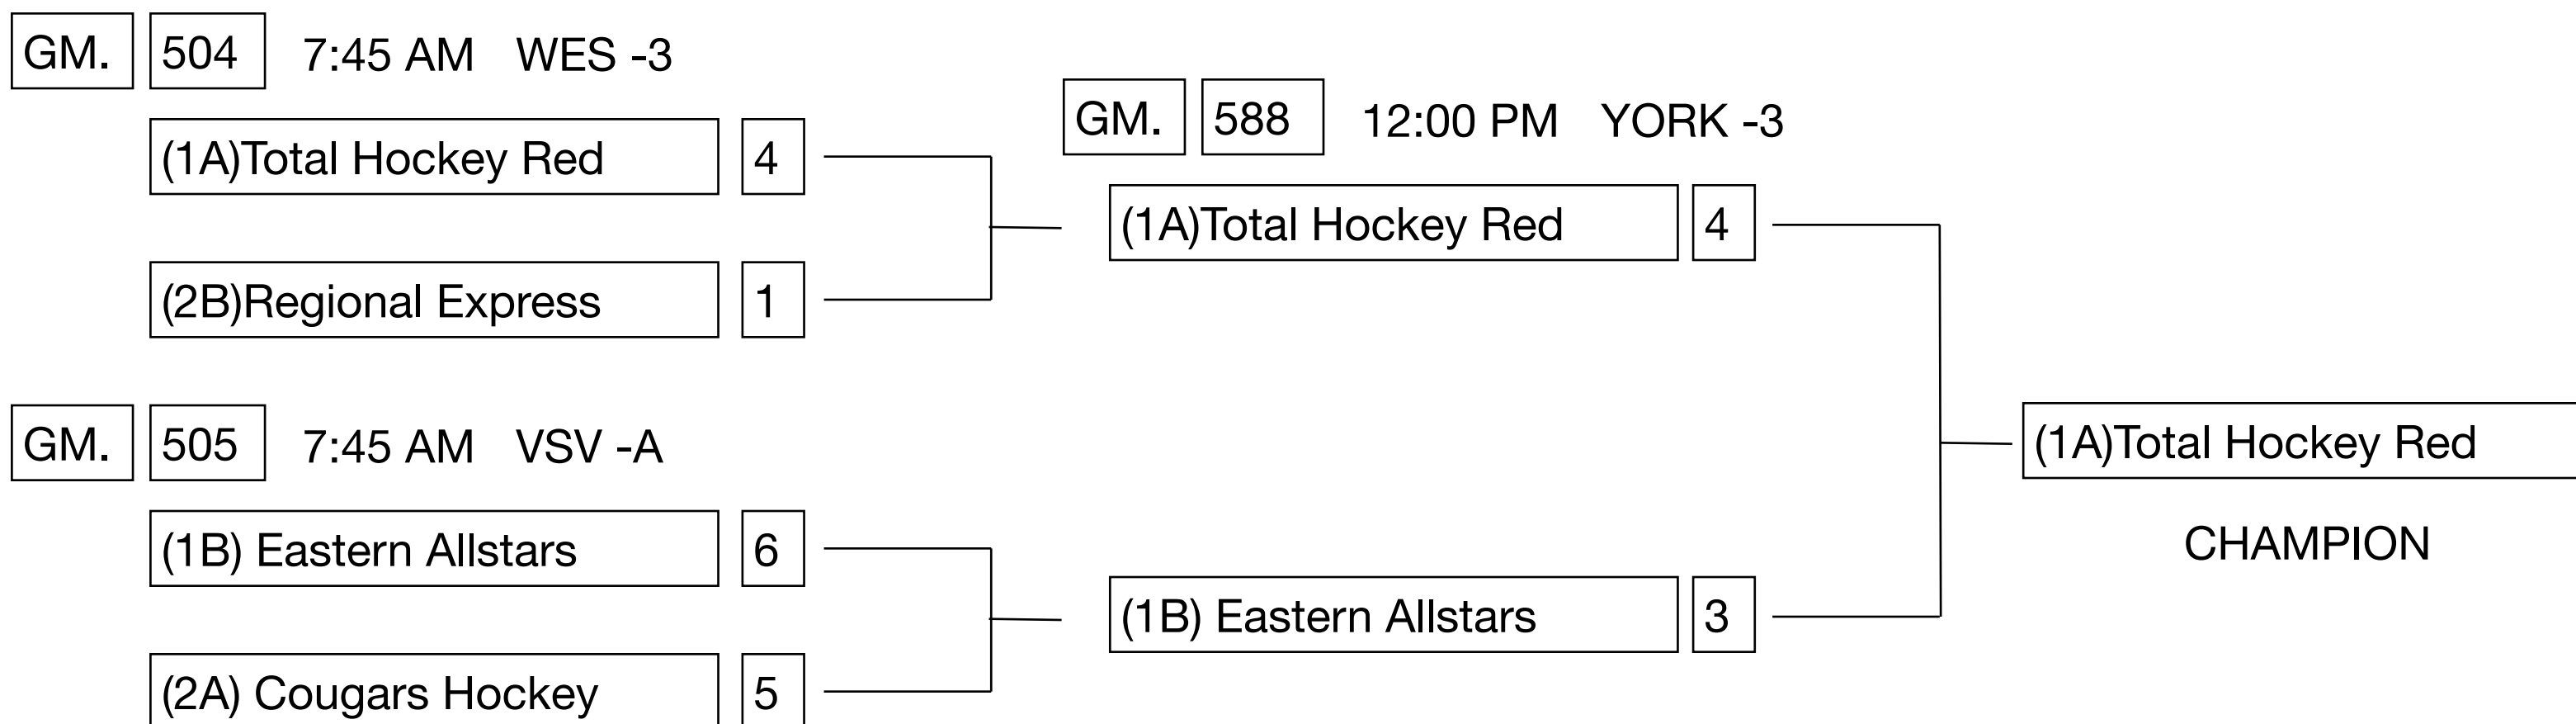 GM. 504 7:45 AM WES -3
(1A)Total Hockey Red 4
(2B)Regional Express 1
GM. 505 7:45 AM VSV -A
(1B) Eastern Allstars 6
(2A) Cougars Hockey 5
GM. 588 12:00 PM YORK -3
(1A)Total Hockey Red 4
(1B) Eastern Allstars 3
(1A)Total Hockey Red
CHAMPION